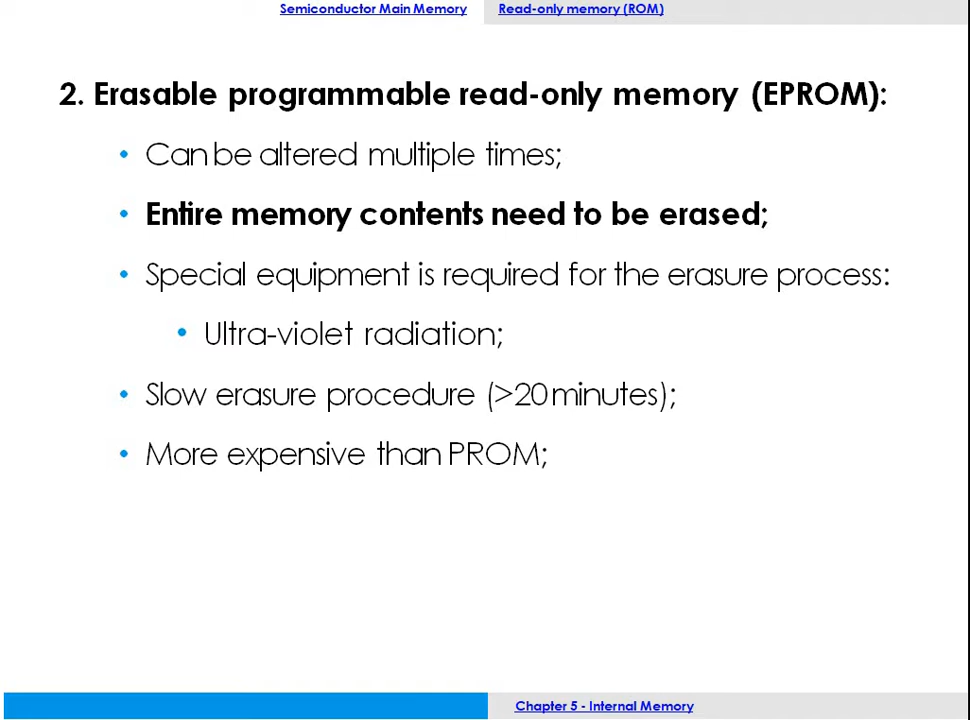 Semiconductor Main Memory Read-only memory (ROM)
2. Erasable programmable read-only memory (EPROM):
• Can be altered multiple times;
• Entire memory contents need to be erased;
• Special equipment is required for the erasure process:
• Ultra-violet radiation;
• Slow erasure procedure (>20 minutes);
• More expensive than PROM;
Chapter 5 - Internal Memory